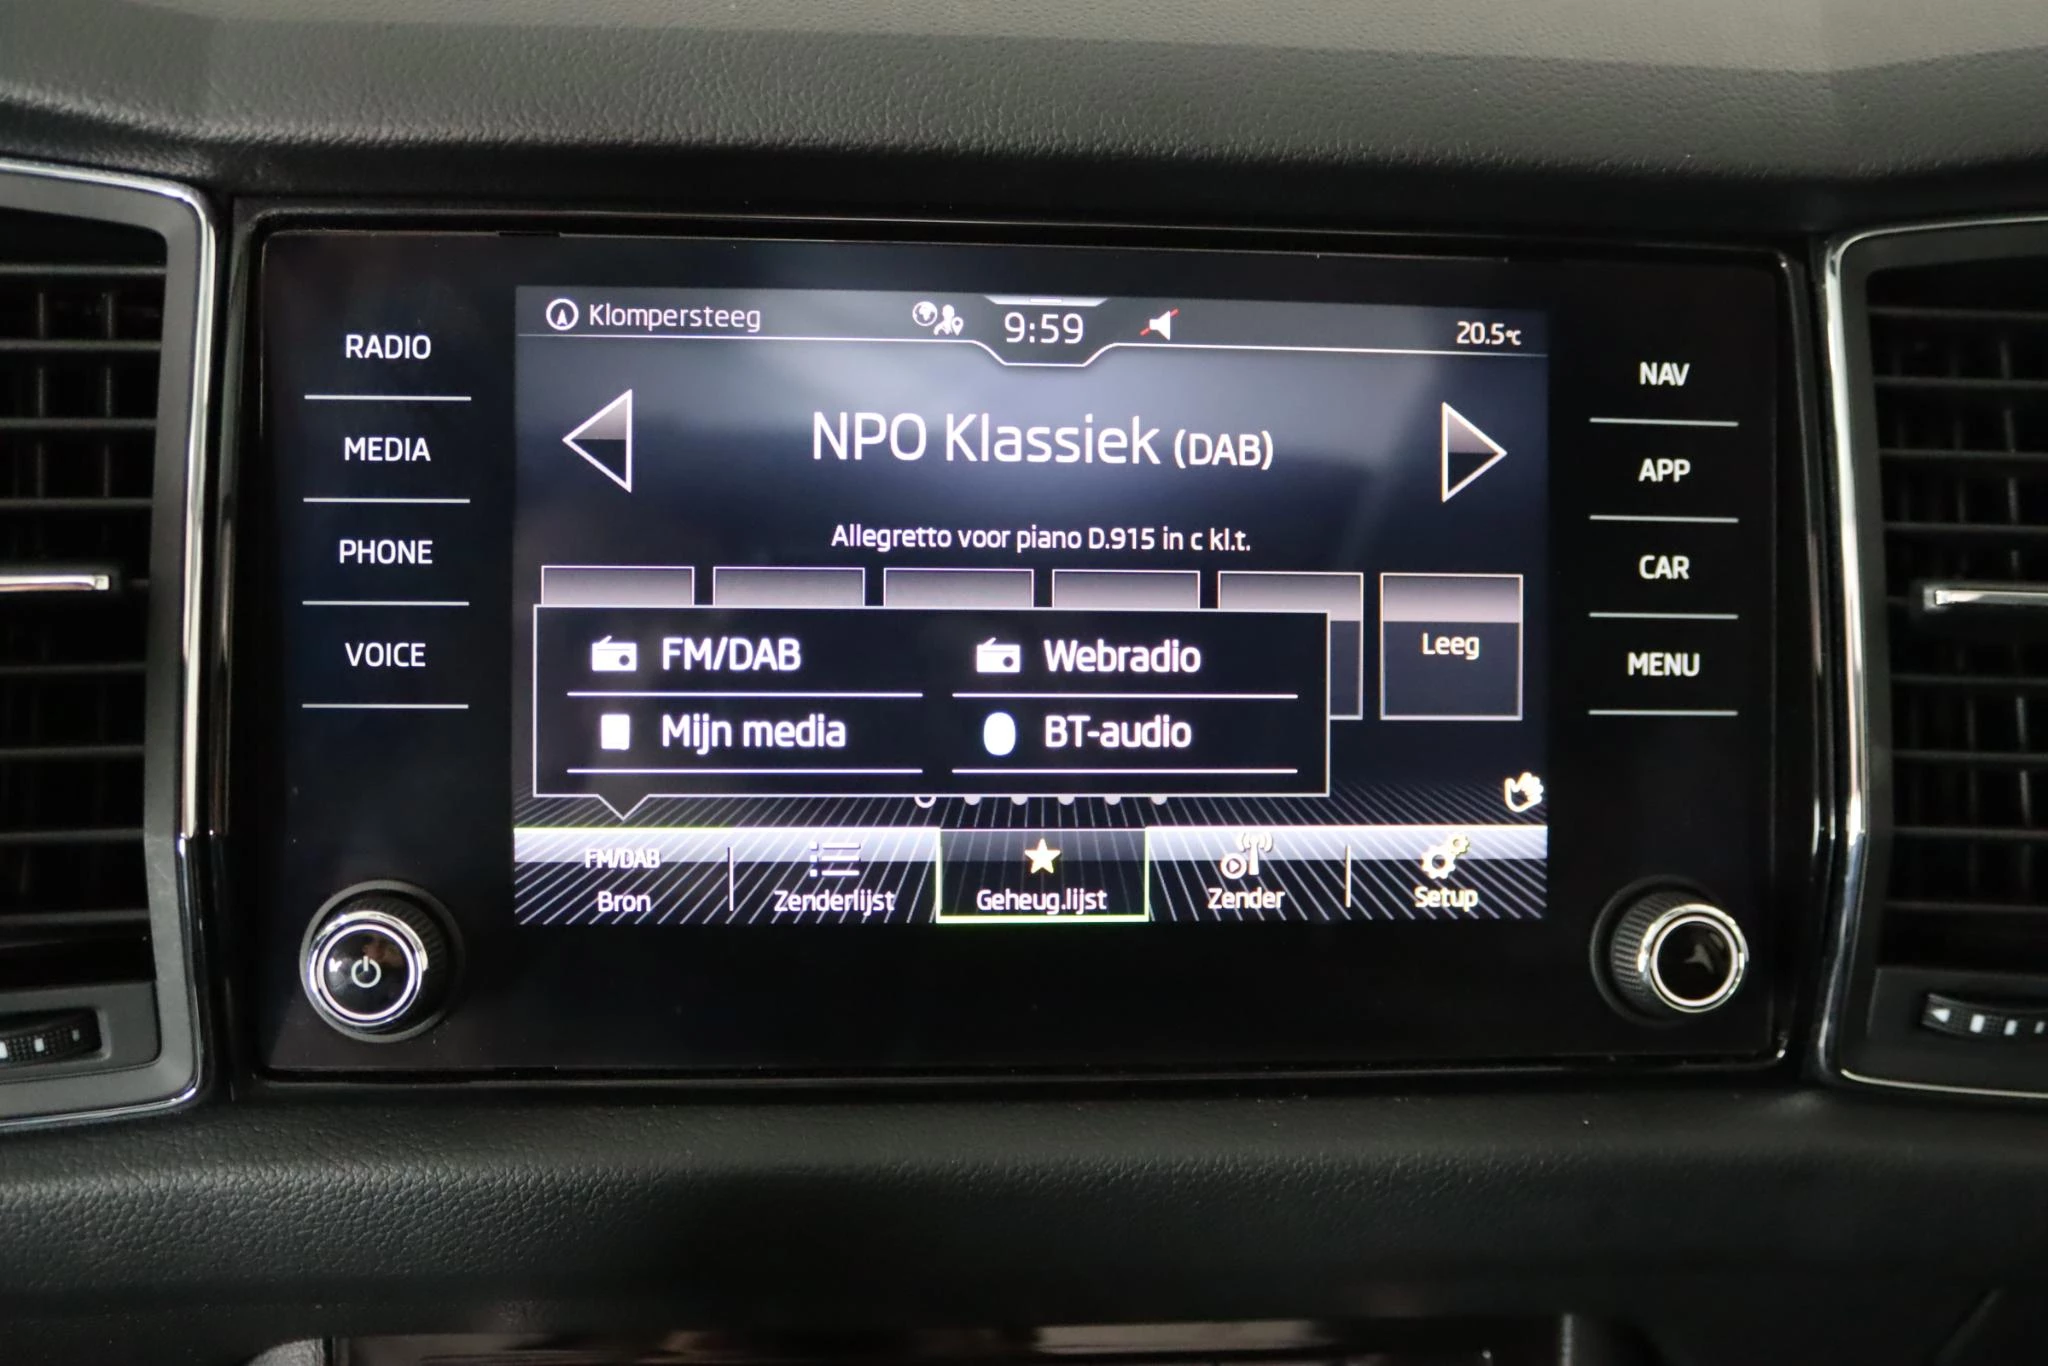 RADIO
MEDIA
PHONE
VOICE
Klompersteeg
9:59
20.5°C
NPO Klassiek (DAB)
Allegretto voor piano D.915 in c kl.t.
FM/DAB
Webradio
Mijn media
BT-audio
Leeg
FM/DAB
Bron
Zenderlijst
Geheug.lijst
Zender
Setup
NAV
APP
CAR
MENU